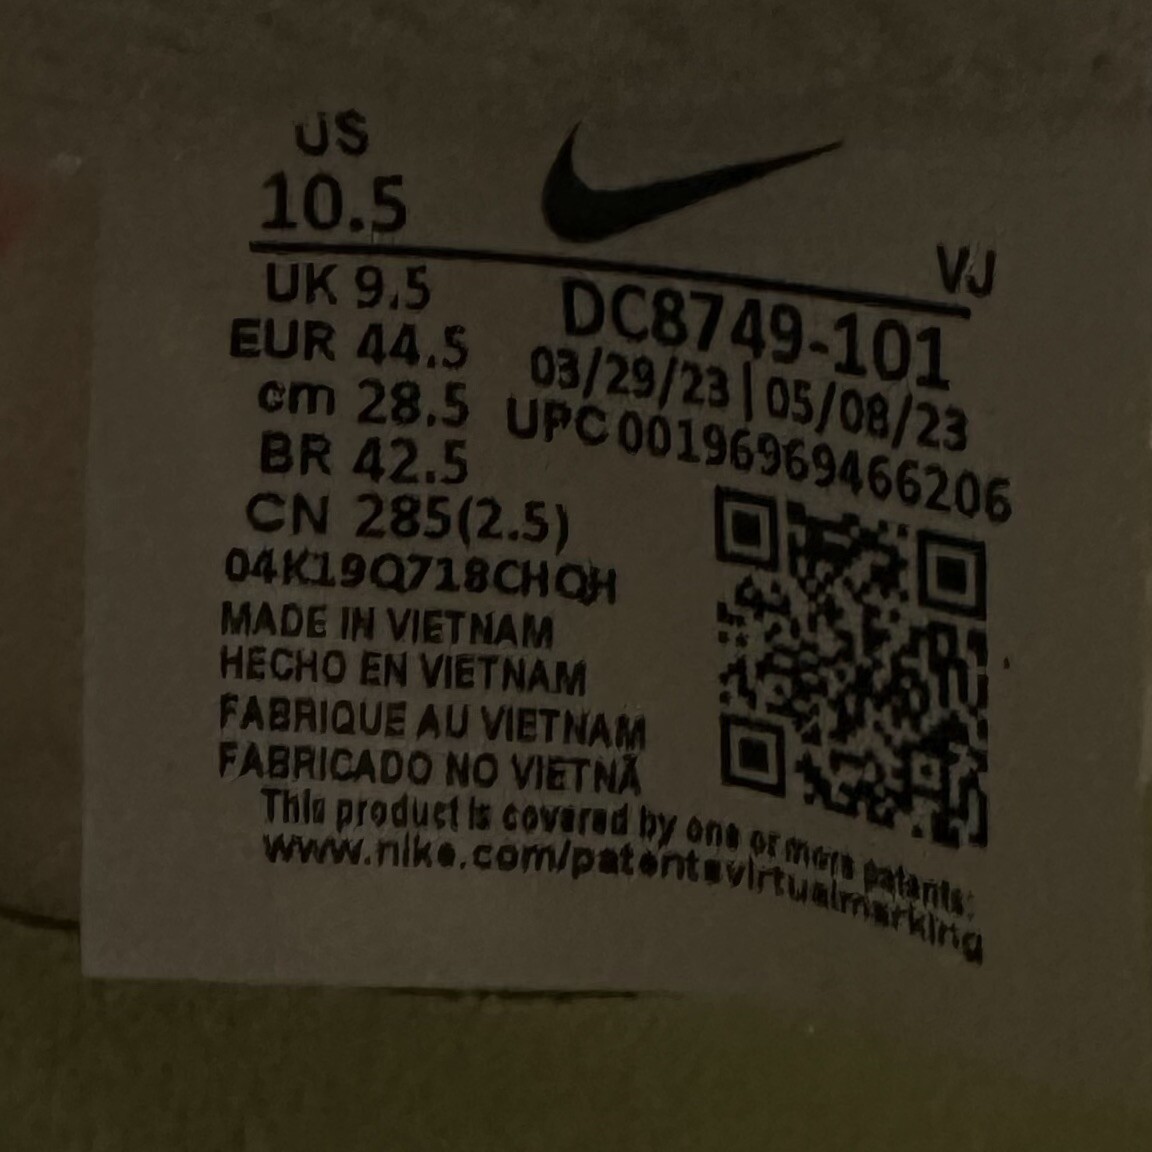 US
10.5
VJ
UK 9.5
EUR 44.5
cm 28.5
BR 42.5
CN 285(2.5)
DC8749-101
03/29/23 | 05/08/23
UPC 00196969466206
04K19Q718CHQH
MADE IN VIETNAM
HECHO EN VIETNAM
FABRIQUE AU VIETNAM
FABRICADO NO VIETNÃ
This product is covered by one or more patents:
www.nike.com/patentsvirtualmarking